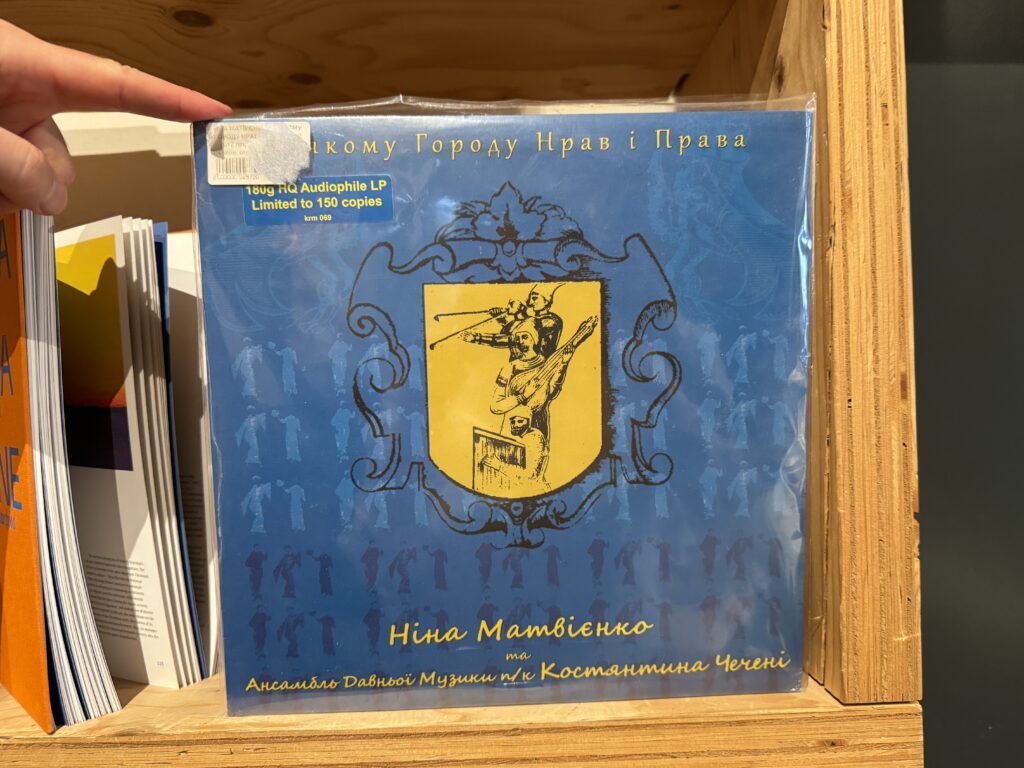 кому Городу Нрав і Права
180g HQ Audiophile LP
Limited to 150 copies
krm 069
Ніна Матвієнко
та
Ансамбль Давньої Музики п/к Костянтина Чечені